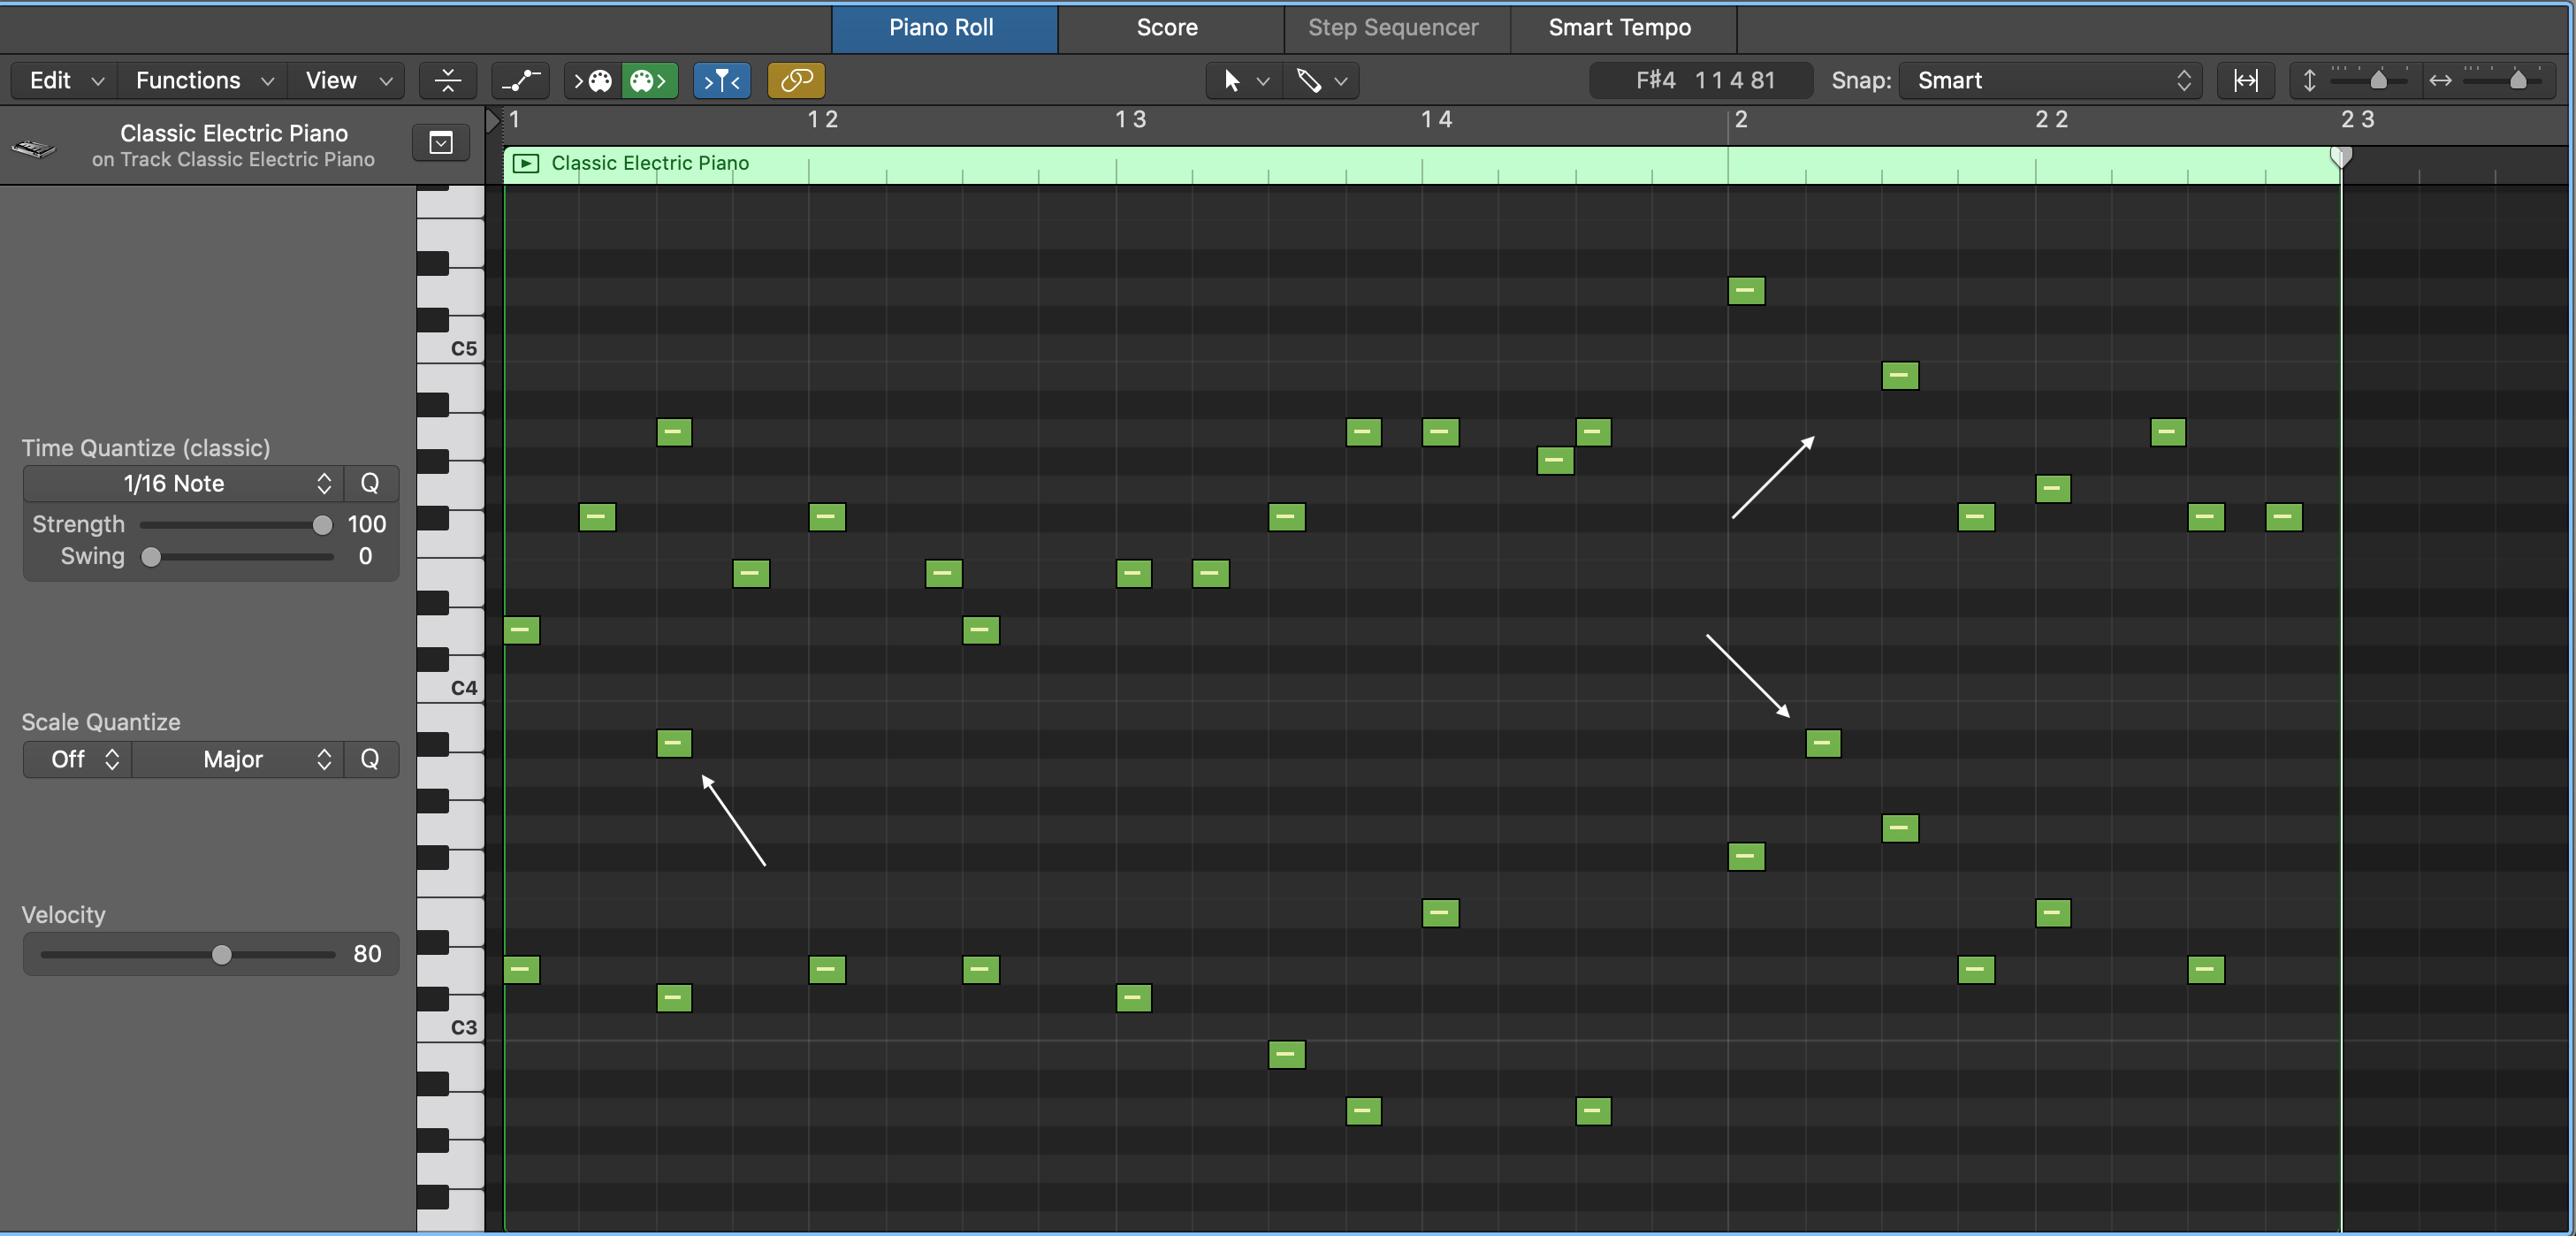 Piano Roll Score Step Sequencer Smart Tempo
Edit Functions View F#4 1 1 4 81 Snap: Smart
1 1 2 1 3 1 4 2 2 2 2 3
Classic Electric Piano
on Track Classic Electric Piano
Classic Electric Piano
C5
Time Quantize (classic)
1/16 Note Q
Strength 100
Swing 0
C4
Scale Quantize
Off Major Q
Velocity
80
C3